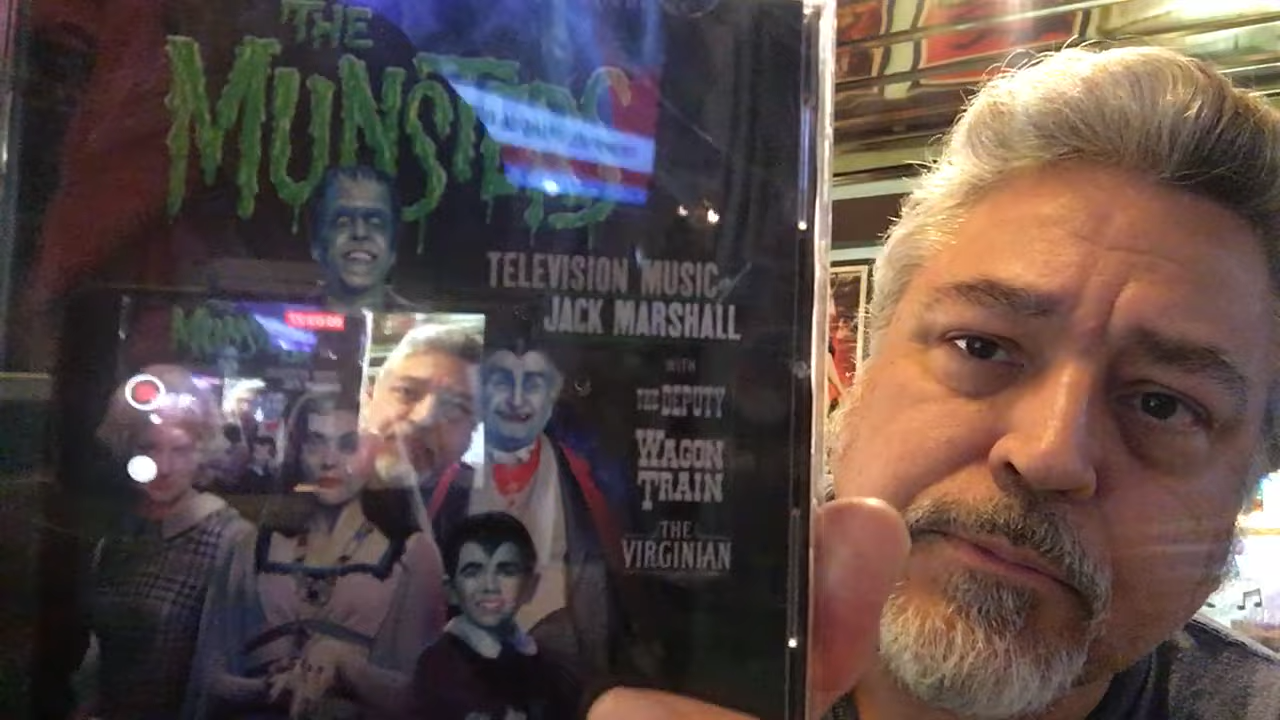 THE
MUNSTERS
TELEVISION MUSIC
JACK MARSHALL
WITH
THE DEPUTY
WAGON
TRAIN
THE
VIRGINIAN